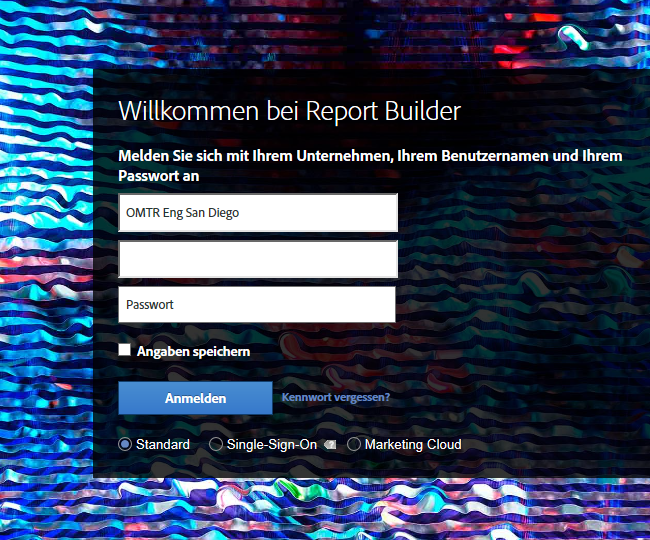 Willkommen bei Report Builder
Melden Sie sich mit Ihrem Unternehmen, Ihrem Benutzernamen und Ihrem
Passwort an
OMTR Eng San Diego
Passwort
Angaben speichern
Anmelden Kennwort vergessen?
Standard Single-Sign-On ? Marketing Cloud